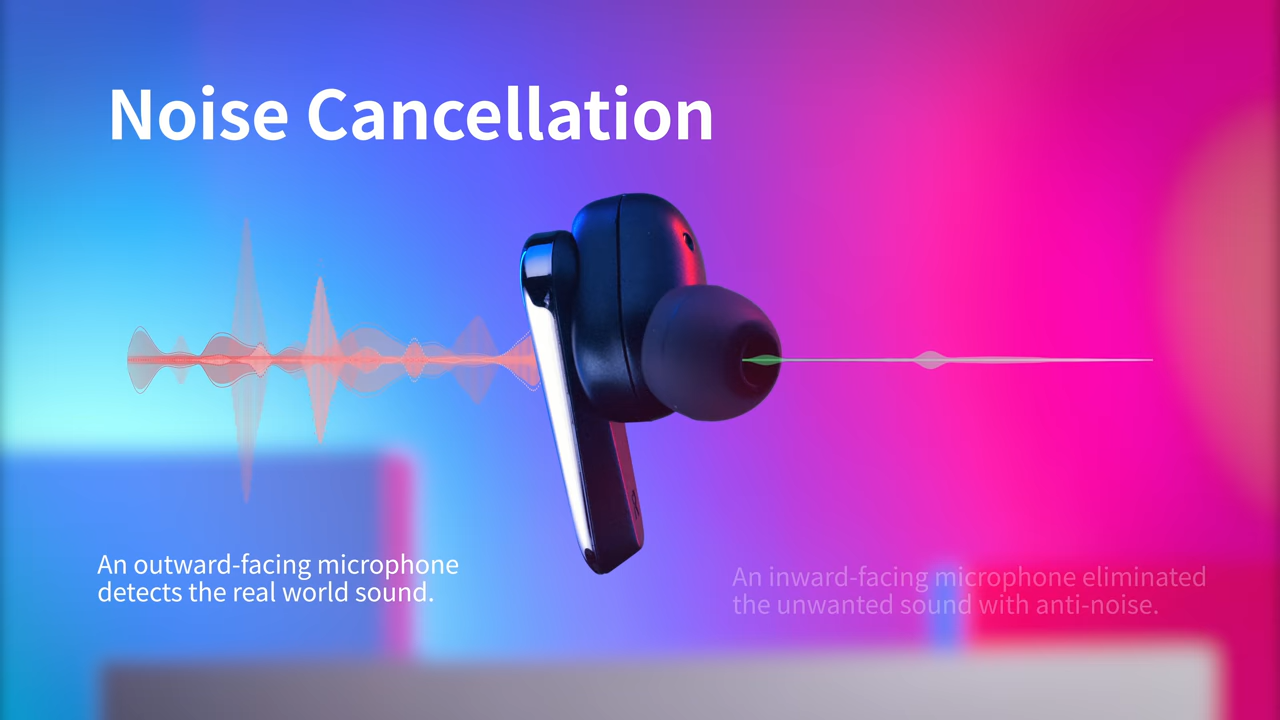 Noise Cancellation
An outward-facing microphone
detects the real world sound.
An inward-facing microphone eliminated
the unwanted sound with anti-noise.